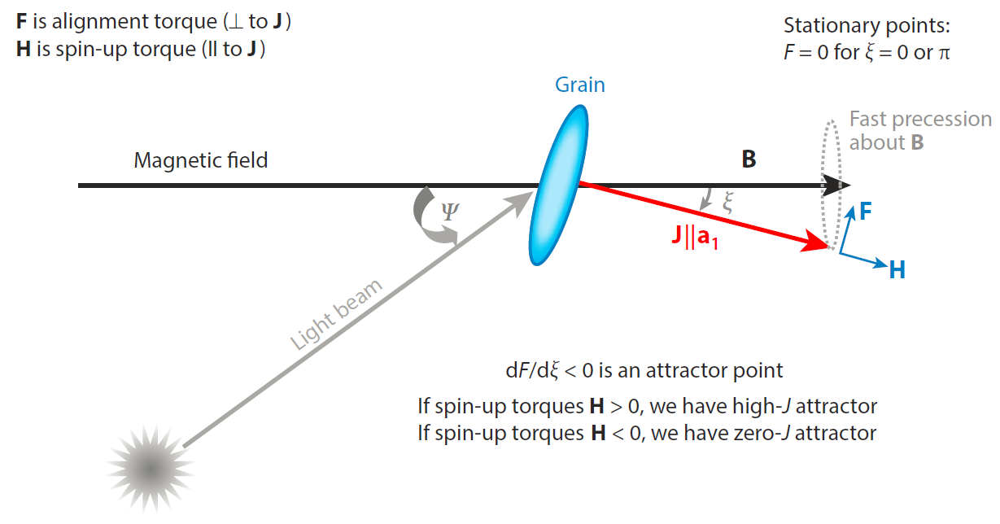 F is alignment torque (⊥ to J)
H is spin-up torque (ll to J)
Stationary points:
F = 0 for ξ = 0 or π
Grain
Fast precession
about B
Magnetic field
B
Ψ
ξ
F
J||a₁
H
Light beam
dF/dξ < 0 is an attractor point
If spin-up torques H > 0, we have high-J attractor
If spin-up torques H < 0, we have zero-J attractor